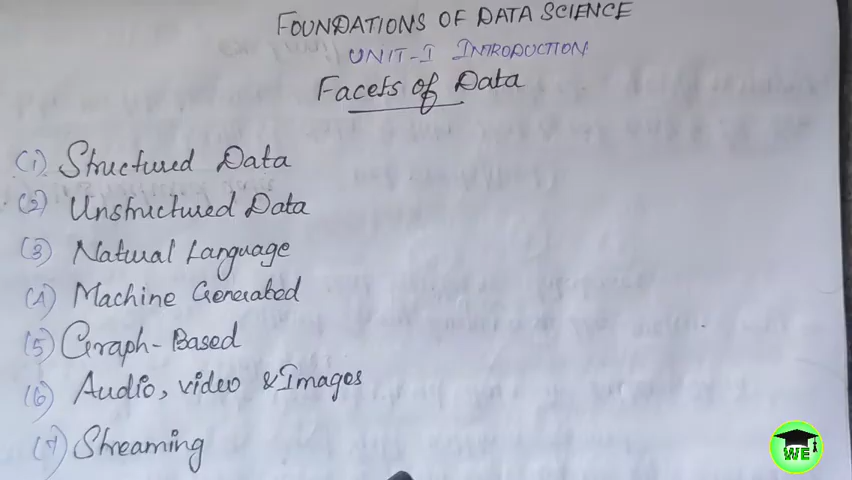 FOUNDATIONS OF DATA SCIENCE
UNIT-I INTRODUCTION
Facets of Data
(1) Structured Data
(2) Unstructured Data
(3) Natural Language
(4) Machine Generated
(5) Graph-Based
(6) Audio, video & Images
(7) Streaming
WE